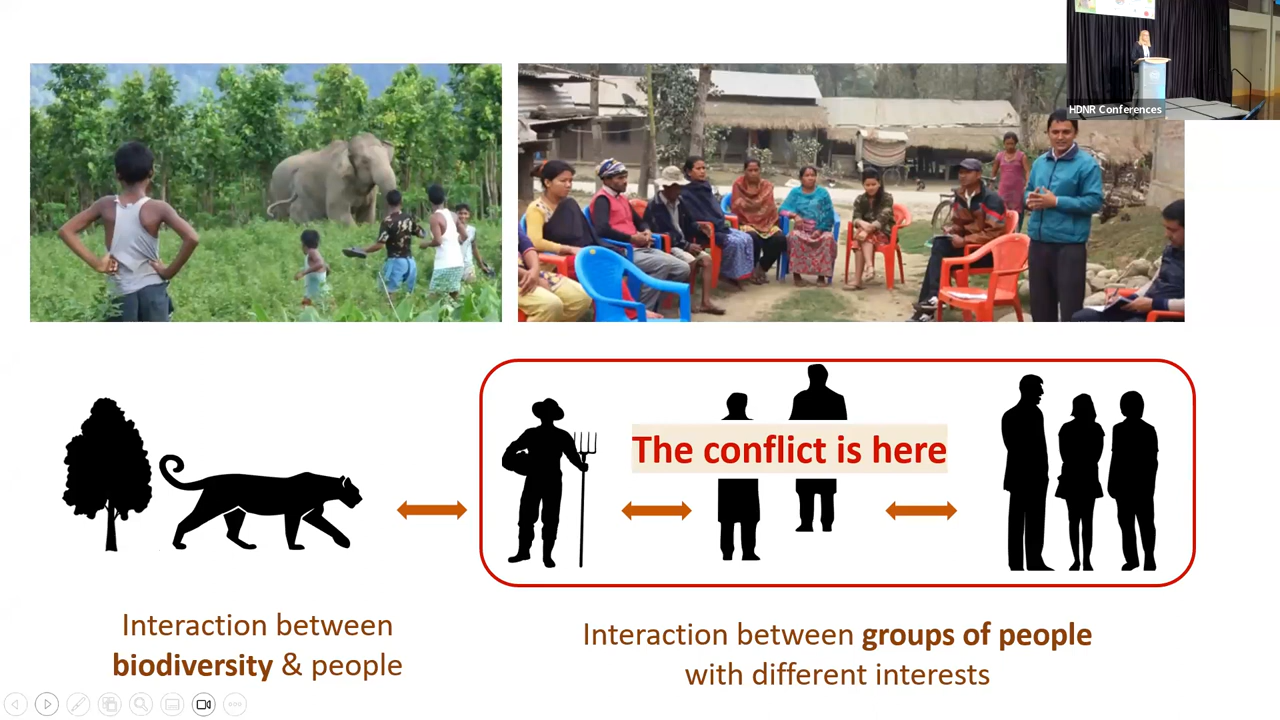 HDNR Conferences
The conflict is here
Interaction between
biodiversity & people
Interaction between groups of people
with different interests